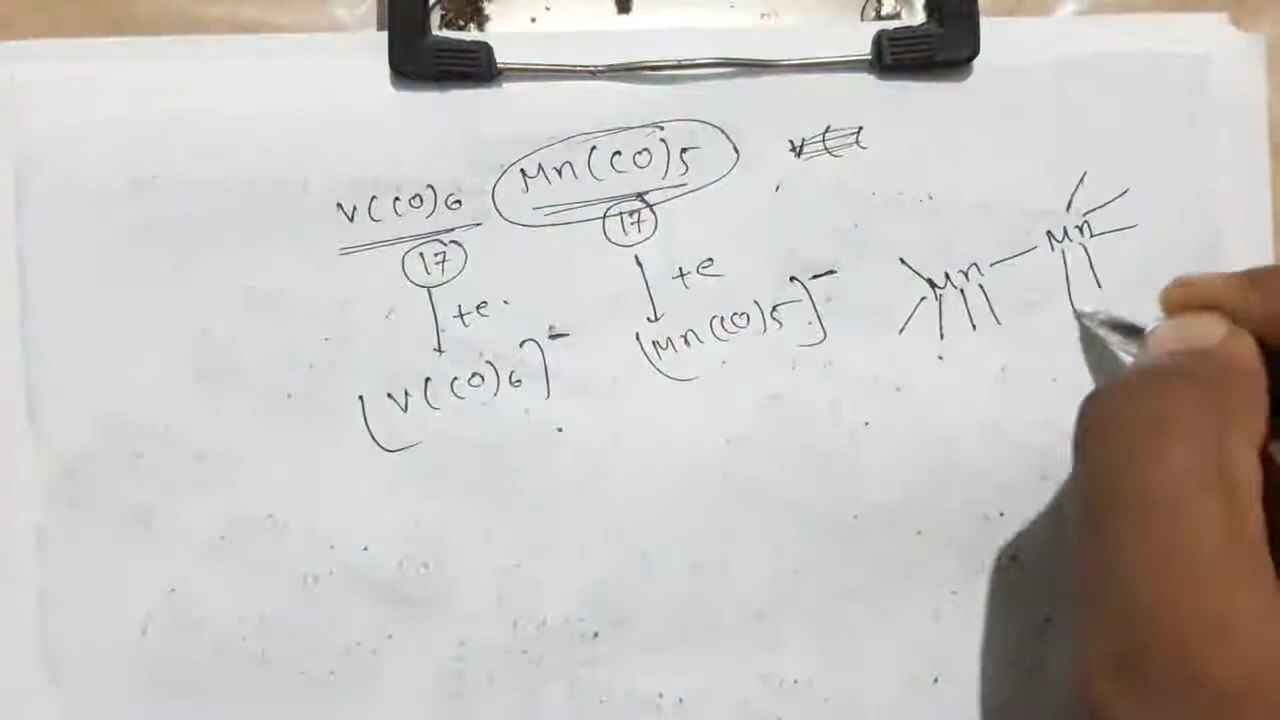 Mn(CO)5
V(CO)6
17
17
+e
+e
[V(CO)6]-
[Mn(CO)5]-
Mn — Mn